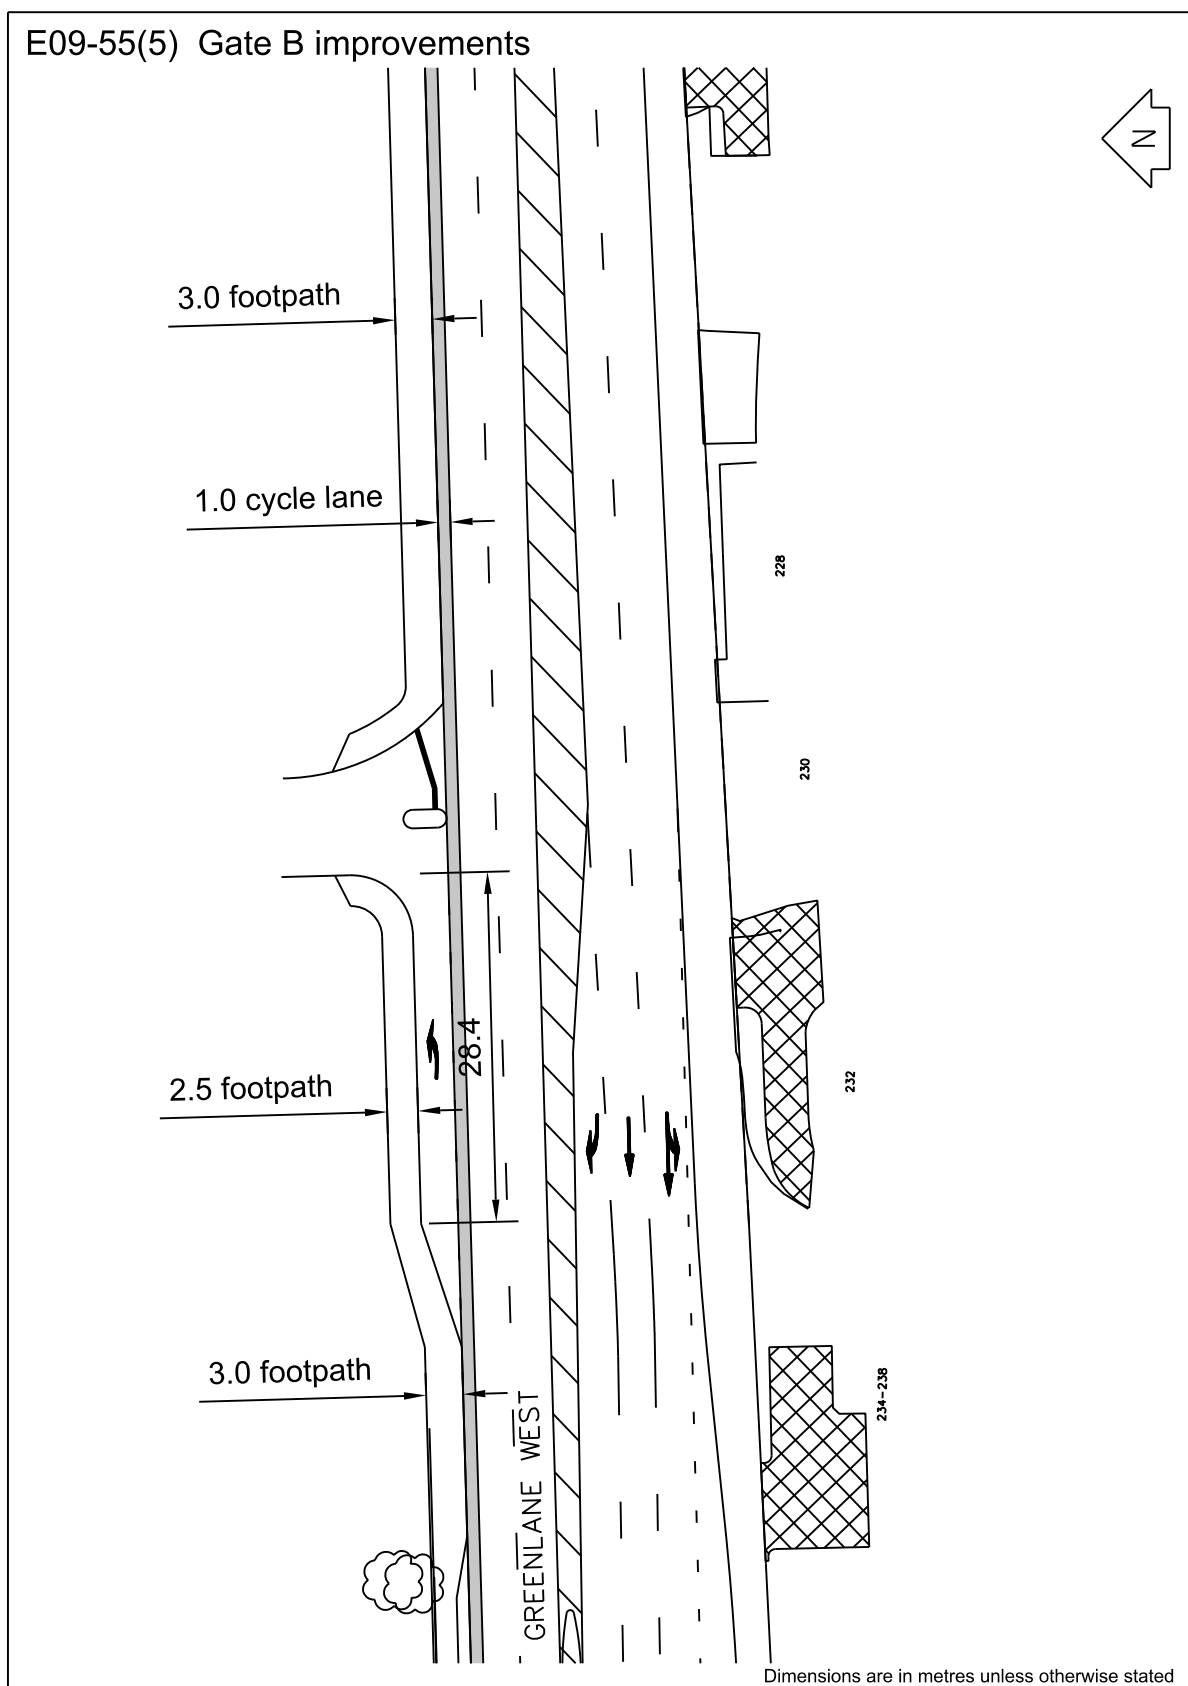 E09-55(5) Gate B improvements
N
3.0 footpath
1.0 cycle lane
228
230
28.4
2.5 footpath
232
3.0 footpath
234-238
GREENLANE WEST
Dimensions are in metres unless otherwise stated